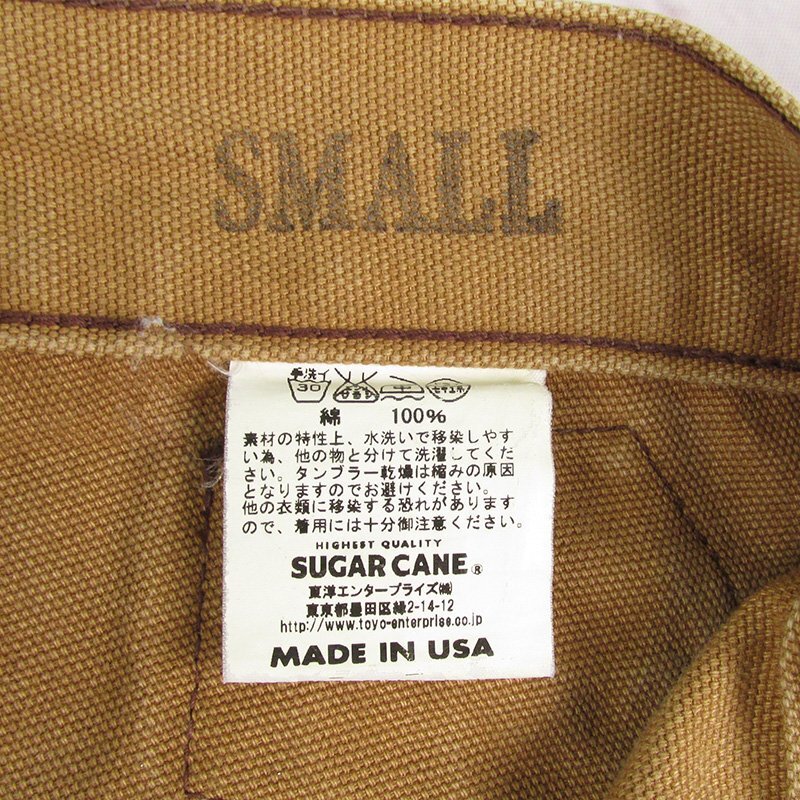 SMALL
手洗イ
30
綿 100%
素材の特性上、水洗いで移染しやす
い為、他の物と分けて洗濯してくだ
さい。タンブラー乾燥は縮みの原因
となりますのでお避けください。
他の衣類に移染する恐れがあります
ので、着用には十分御注意ください。
HIGHEST QUALITY
SUGAR CANE®
東洋エンタープライズ㈱
東京都墨田区緑2-14-12
http://www.toyo-enterprise.co.jp
MADE IN USA